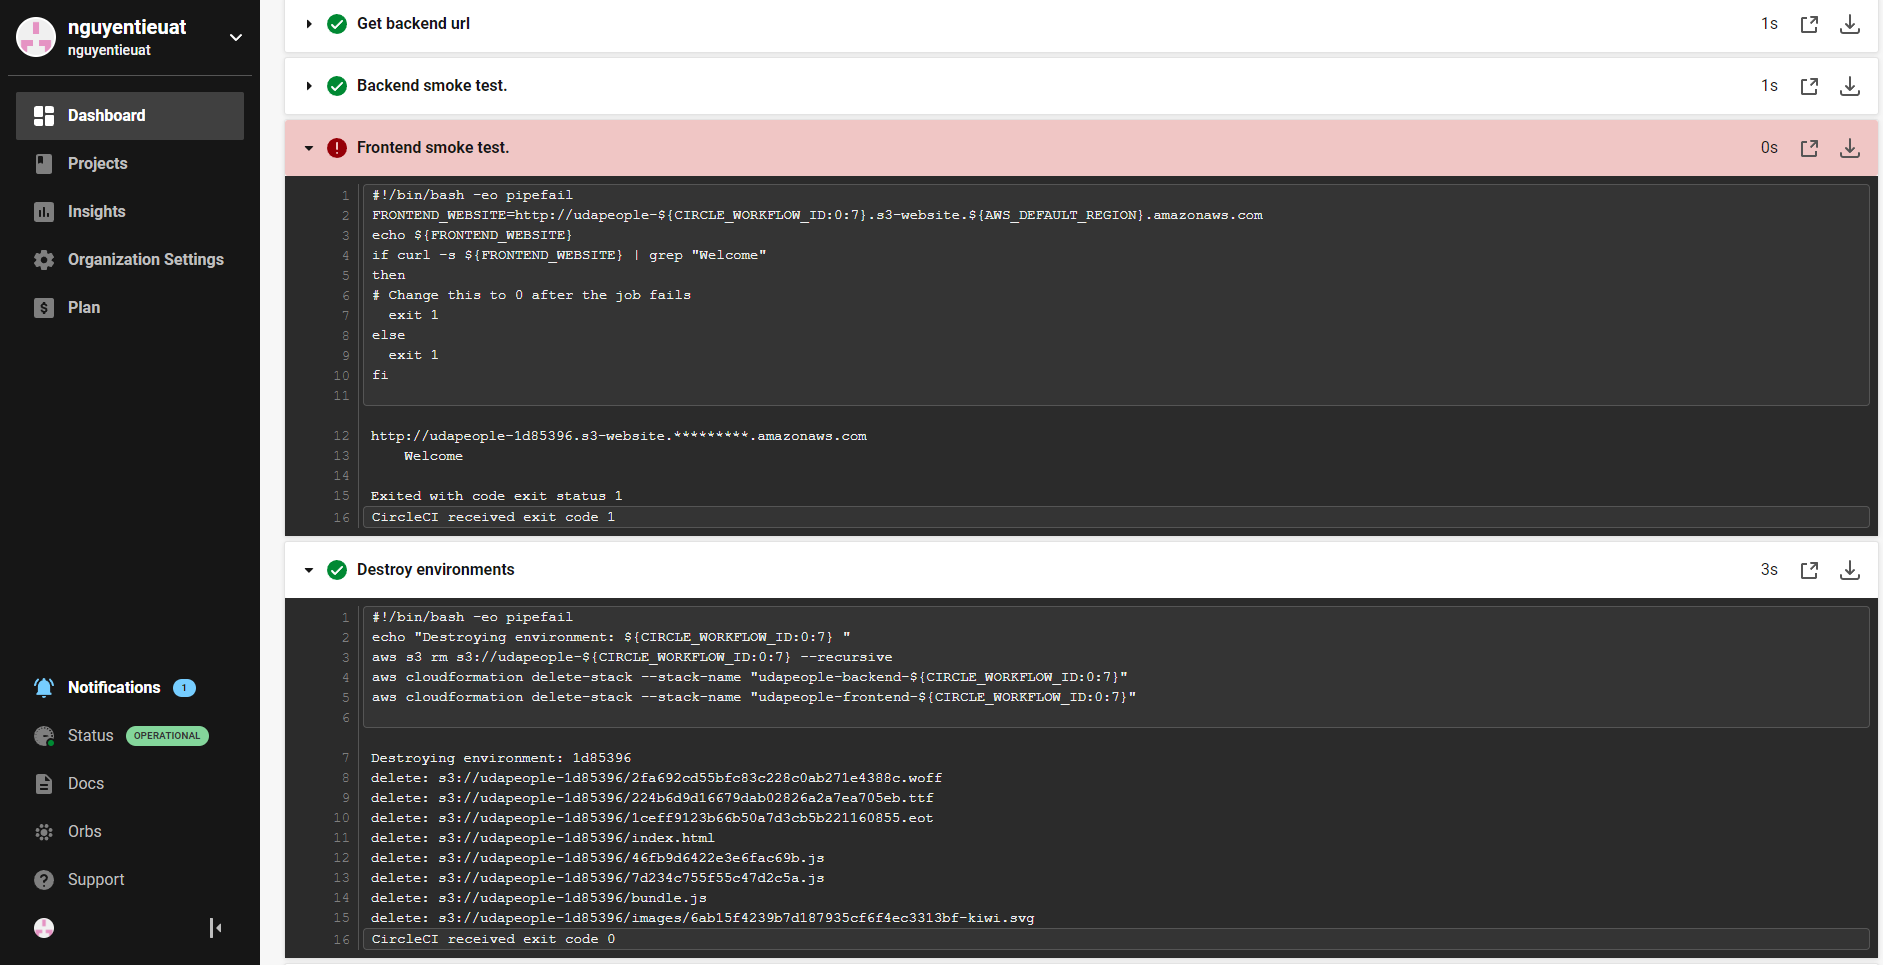 nguyentieuat
nguyentieuat
Dashboard
Projects
Insights
Organization Settings
Plan
Notifications 1
Status OPERATIONAL
Docs
Orbs
Support
Get backend url 1s
Backend smoke test. 1s
Frontend smoke test. 0s
1 #!/bin/bash -eo pipefail
2 FRONTEND_WEBSITE=http://udapeople-${CIRCLE_WORKFLOW_ID:0:7}.s3-website.${AWS_DEFAULT_REGION}.amazonaws.com
3 echo ${FRONTEND_WEBSITE}
4 if curl -s ${FRONTEND_WEBSITE} | grep "Welcome"
5 then
6 # Change this to 0 after the job fails
7 exit 1
8 else
9 exit 1
10 fi
11
12 http://udapeople-1d85396.s3-website.*********.amazonaws.com
13 Welcome
14
15 Exited with code exit status 1
16 CircleCI received exit code 1
Destroy environments 3s
1 #!/bin/bash -eo pipefail
2 echo "Destroying environment: ${CIRCLE_WORKFLOW_ID:0:7} "
3 aws s3 rm s3://udapeople-${CIRCLE_WORKFLOW_ID:0:7} --recursive
4 aws cloudformation delete-stack --stack-name "udapeople-backend-${CIRCLE_WORKFLOW_ID:0:7}"
5 aws cloudformation delete-stack --stack-name "udapeople-frontend-${CIRCLE_WORKFLOW_ID:0:7}"
6
7 Destroying environment: 1d85396
8 delete: s3://udapeople-1d85396/2fa692cd55bfc83c228c0ab271e4388c.woff
9 delete: s3://udapeople-1d85396/224b6d9d16679dab02826a2a7ea705eb.ttf
10 delete: s3://udapeople-1d85396/1ceff9123b66b50a7d3cb5b221160855.eot
11 delete: s3://udapeople-1d85396/index.html
12 delete: s3://udapeople-1d85396/46fb9d6422e3e6fac69b.js
13 delete: s3://udapeople-1d85396/7d234c755f55c47d2c5a.js
14 delete: s3://udapeople-1d85396/bundle.js
15 delete: s3://udapeople-1d85396/images/6ab15f4239b7d187935cf6f4ec3313bf-kiwi.svg
16 CircleCI received exit code 0